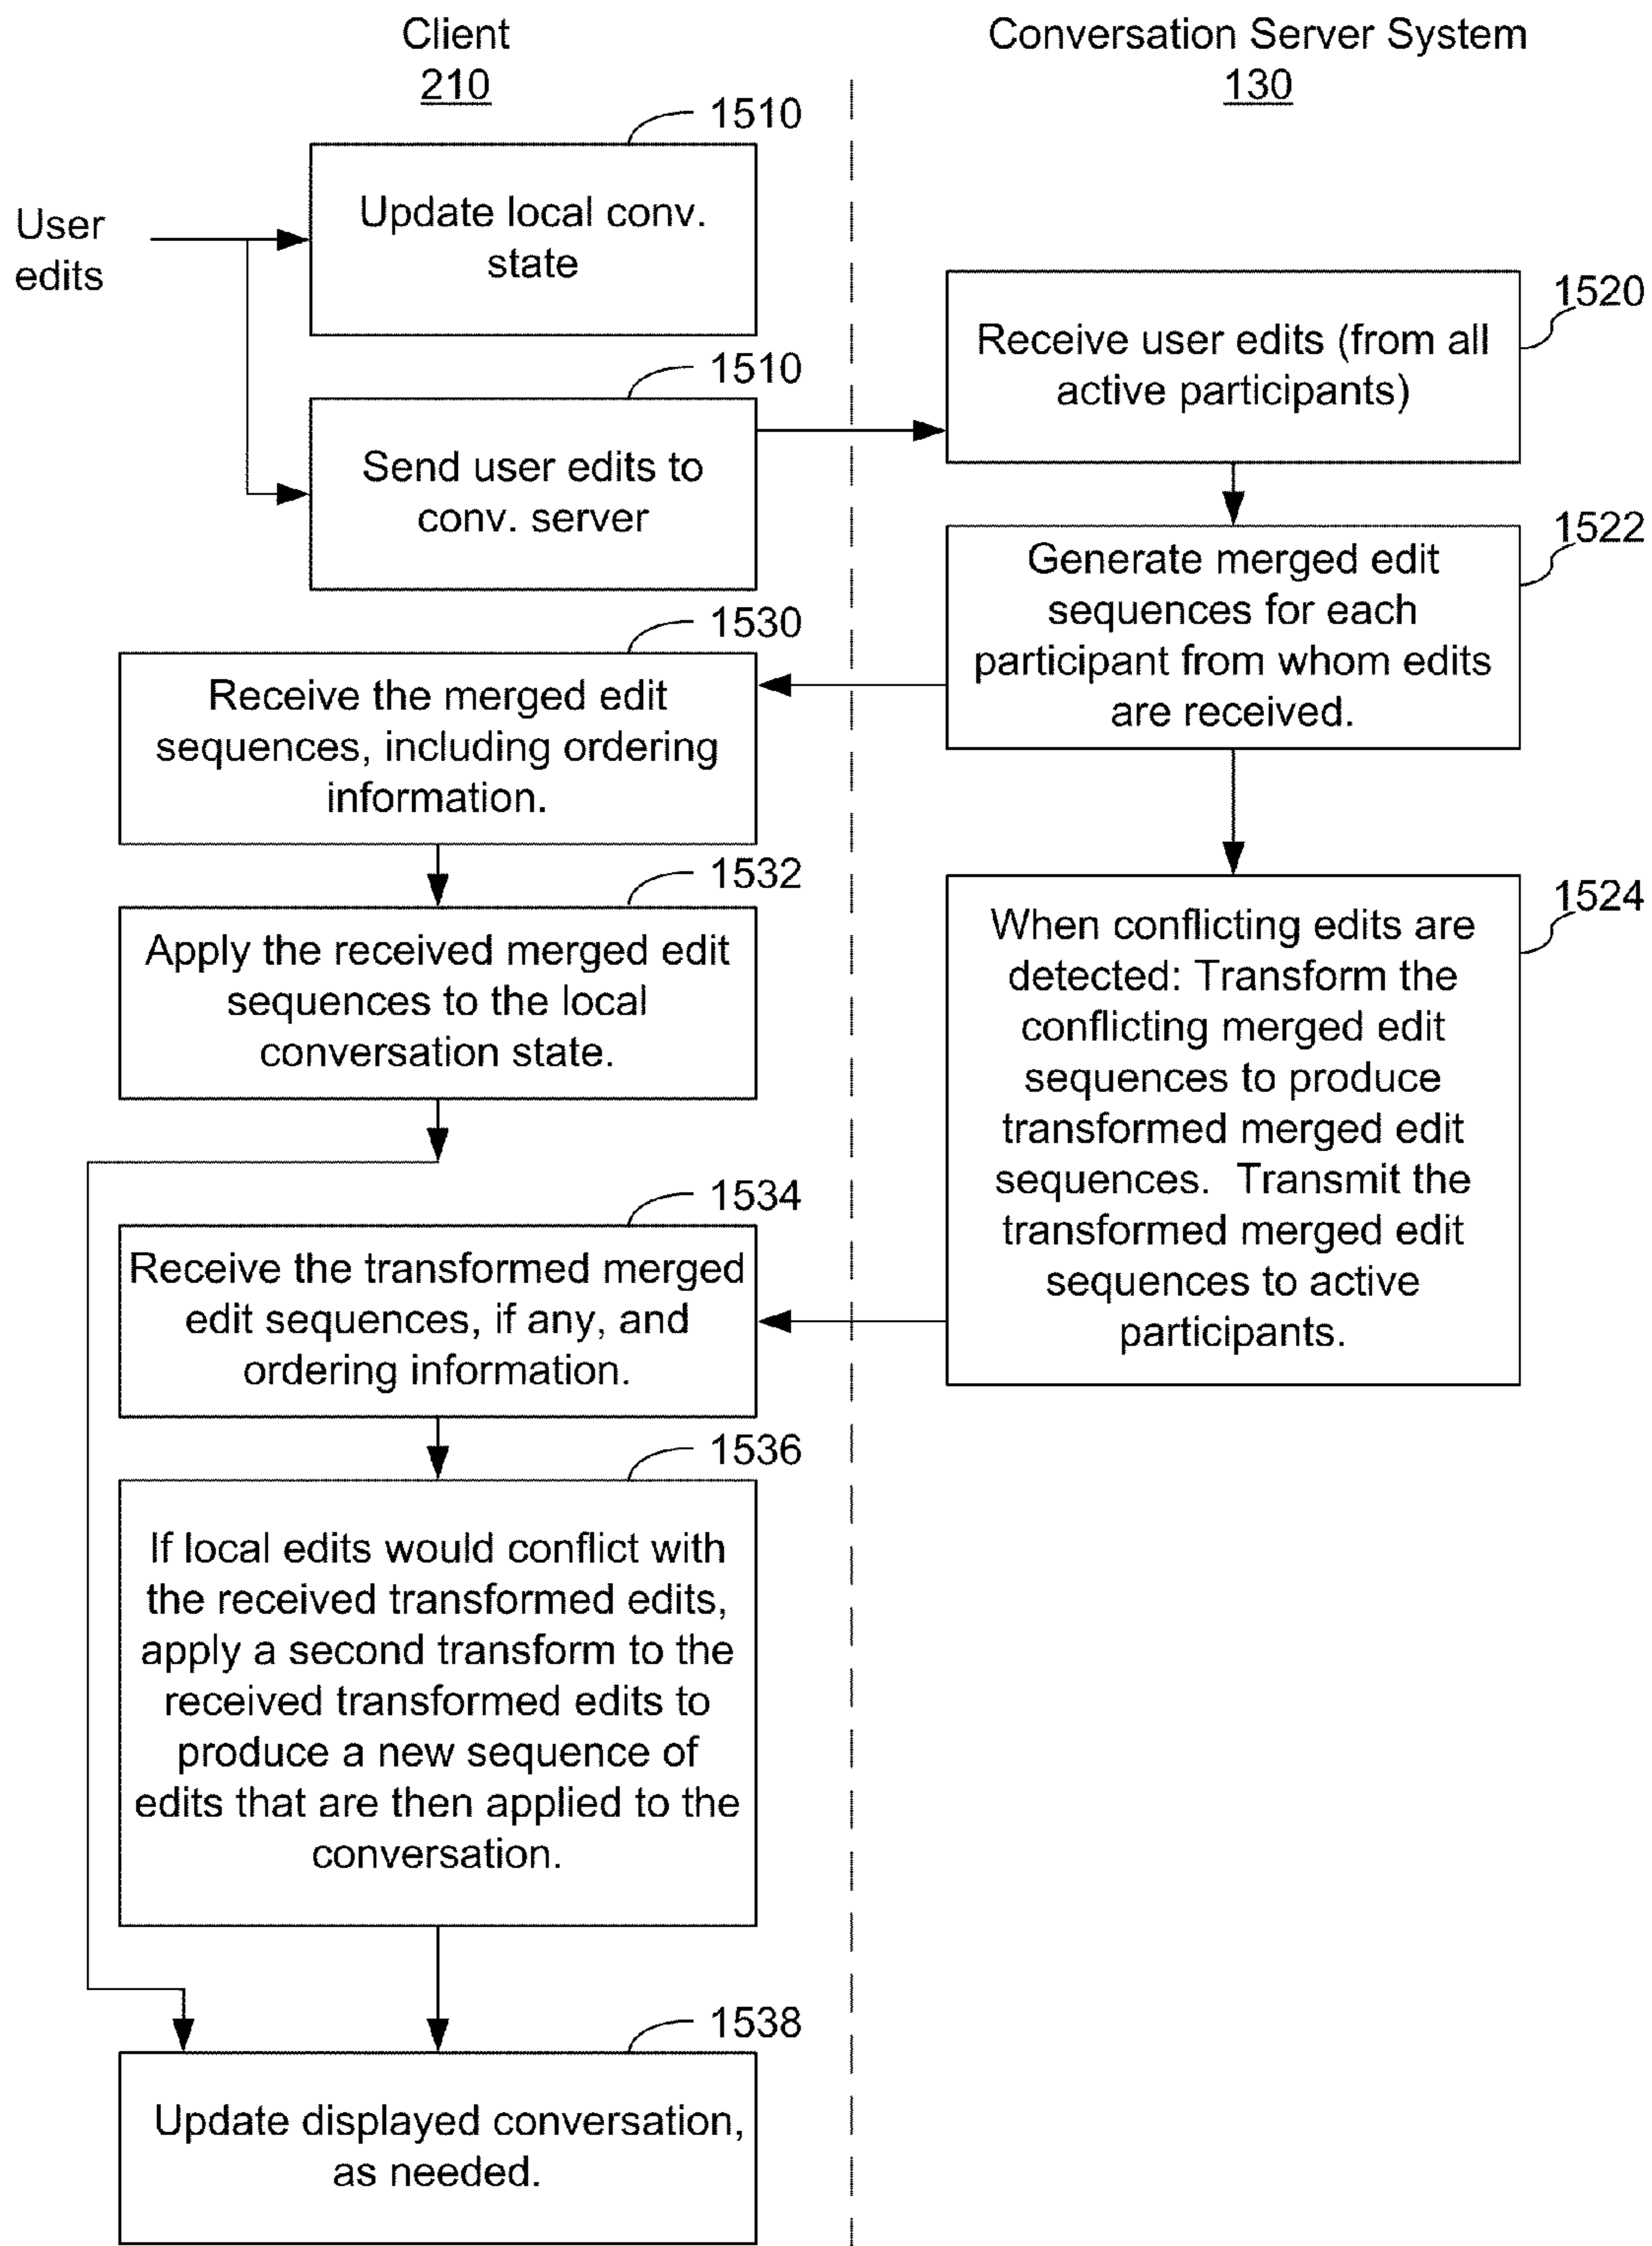 Client
210
Conversation Server System
130
1510
User
edits
Update local conv.
state
1510
Send user edits to
conv. server
1520
Receive user edits (from all
active participants)
1522
Generate merged edit
sequences for each
participant from whom edits
are received.
1530
Receive the merged edit
sequences, including ordering
information.
1532
Apply the received merged edit
sequences to the local
conversation state.
1524
When conflicting edits are
detected: Transform the
conflicting merged edit
sequences to produce
transformed merged edit
sequences.  Transmit the
transformed merged edit
sequences to active
participants.
1534
Receive the transformed merged
edit sequences, if any, and
ordering information.
1536
If local edits would conflict with
the received transformed edits,
apply a second transform to the
received transformed edits to
produce a new sequence of
edits that are then applied to the
conversation.
1538
Update displayed conversation,
as needed.